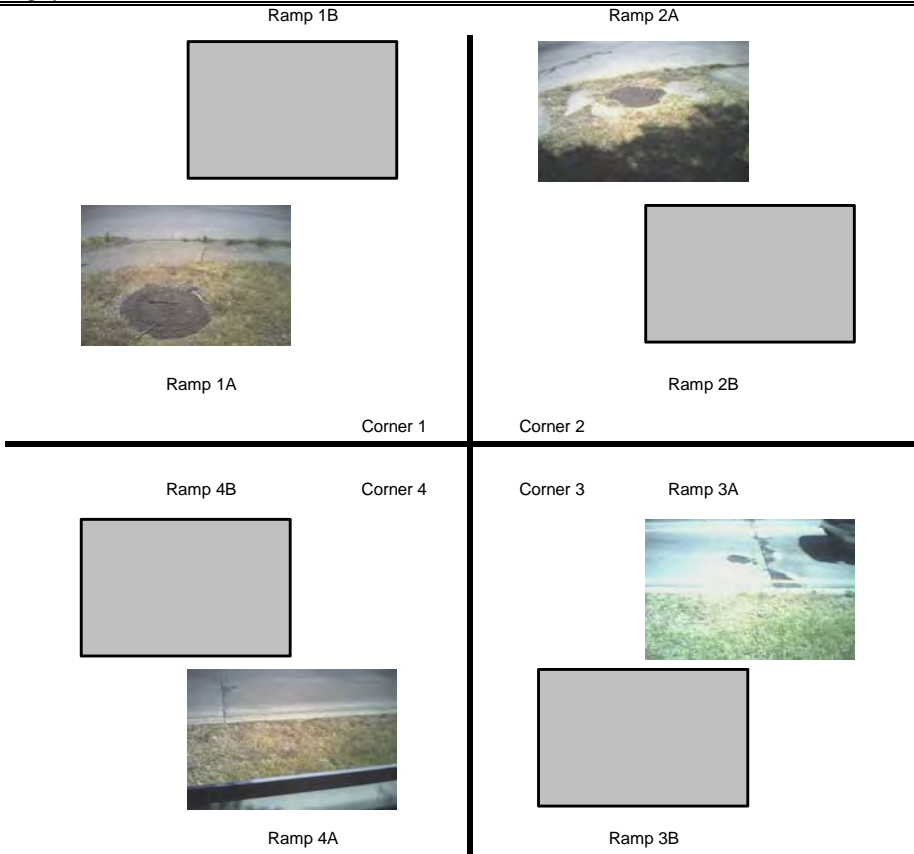 Ramp 1B Ramp 2A
Ramp 1A Ramp 2B
Corner 1 Corner 2
Ramp 4B Corner 4 Corner 3 Ramp 3A
Ramp 4A Ramp 3B